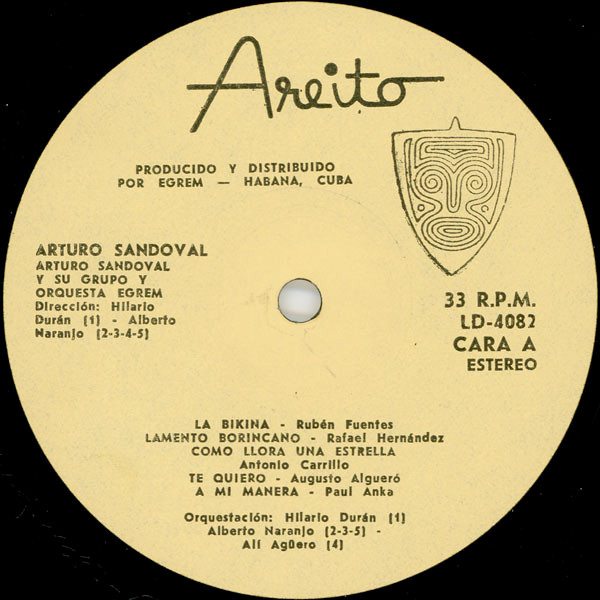 Areito
PRODUCIDO Y DISTRIBUIDO
POR EGREM — HABANA, CUBA
ARTURO SANDOVAL
ARTURO SANDOVAL
Y SU GRUPO Y
ORQUESTA EGREM
Dirección: Hilario
Durán (1) - Alberto
Naranjo (2-3-4-5)
33 R.P.M.
LD-4082
CARA A
ESTEREO
LA BIKINA - Rubén Fuentes
LAMENTO BORINCANO - Rafael Hernández
COMO LLORA UNA ESTRELLA
Antonio Carrillo
TE QUIERO - Augusto Algueró
A MI MANERA - Paul Anka
Orquestación: Hilario Durán (1)
Alberto Naranjo (2-3-5) -
Alí Agüero (4)